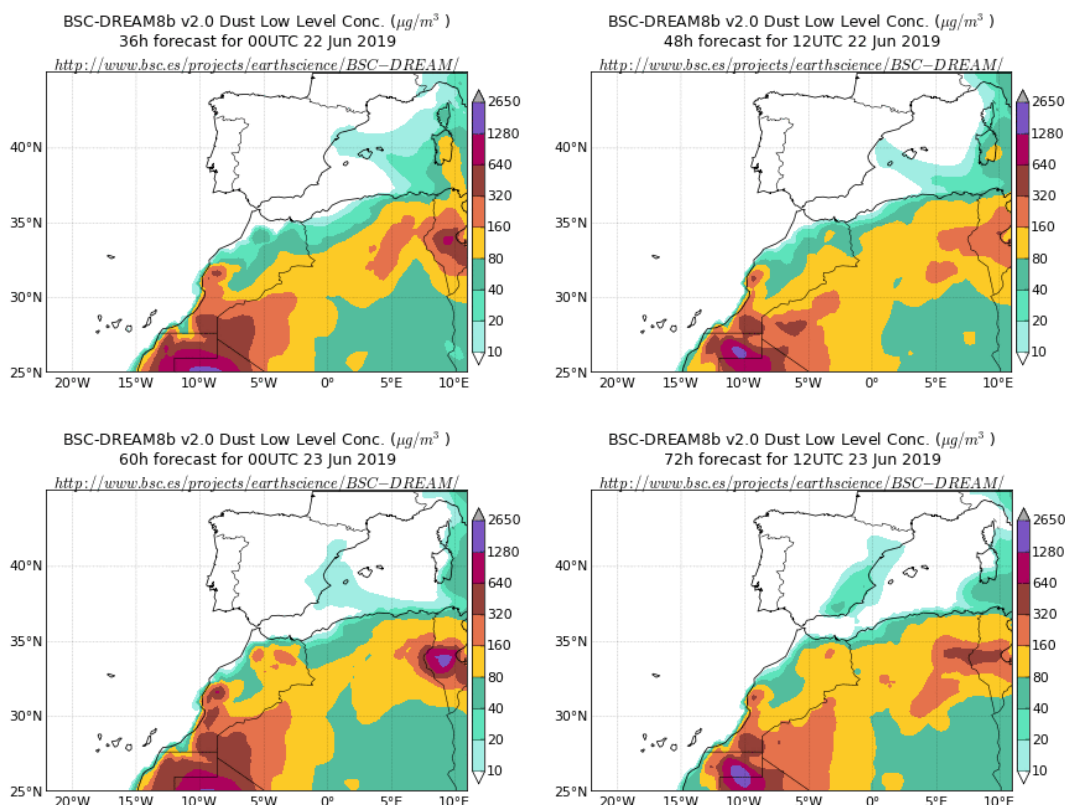 BSC-DREAM8b v2.0 Dust Low Level Conc. (μg/m³ )
36h forecast for 00UTC 22 Jun 2019
http://www.bsc.es/projects/earthscience/BSC−DREAM/
2650
1280
640
320
160
80
40
20
10
40°N
35°N
30°N
25°N
20°W 15°W 10°W 5°W 0° 5°E 10°E
BSC-DREAM8b v2.0 Dust Low Level Conc. (μg/m³ )
48h forecast for 12UTC 22 Jun 2019
http://www.bsc.es/projects/earthscience/BSC−DREAM/
2650
1280
640
320
160
80
40
20
10
40°N
35°N
30°N
25°N
20°W 15°W 10°W 5°W 0° 5°E 10°E
BSC-DREAM8b v2.0 Dust Low Level Conc. (μg/m³ )
60h forecast for 00UTC 23 Jun 2019
http://www.bsc.es/projects/earthscience/BSC−DREAM/
2650
1280
640
320
160
80
40
20
10
40°N
35°N
30°N
25°N
20°W 15°W 10°W 5°W 0° 5°E 10°E
BSC-DREAM8b v2.0 Dust Low Level Conc. (μg/m³ )
72h forecast for 12UTC 23 Jun 2019
http://www.bsc.es/projects/earthscience/BSC−DREAM/
2650
1280
640
320
160
80
40
20
10
40°N
35°N
30°N
25°N
20°W 15°W 10°W 5°W 0° 5°E 10°E